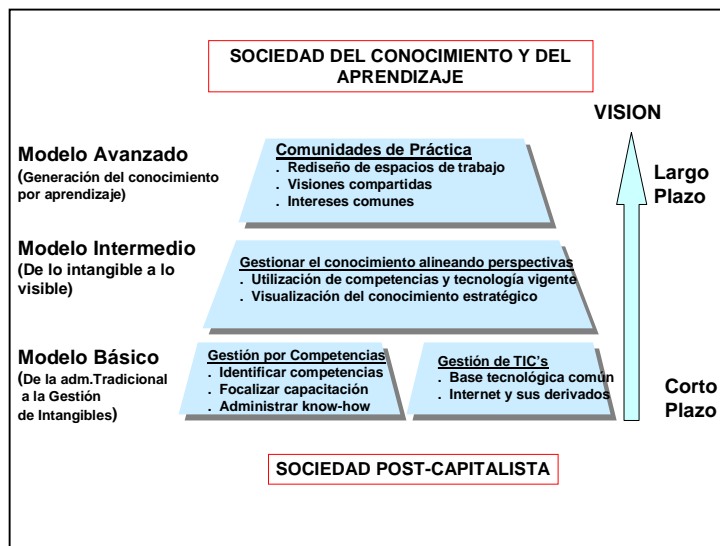 SOCIEDAD DEL CONOCIMIENTO Y DEL
APRENDIZAJE
VISION
Modelo Avanzado
(Generación del conocimiento
por aprendizaje)
Comunidades de Práctica
. Rediseño de espacios de trabajo
. Visiones compartidas
. Intereses comunes
Largo
Plazo
Modelo Intermedio
(De lo intangible a lo
visible)
Gestionar el conocimiento alineando perspectivas
. Utilización de competencias y tecnología vigente
. Visualización del conocimiento estratégico
Modelo Básico
(De la adm.Tradicional
a la Gestión
de Intangibles)
Gestión por Competencias
. Identificar competencias
. Focalizar capacitación
. Administrar know-how
Gestión de TIC's
. Base tecnológica común
. Internet y sus derivados
Corto
Plazo
SOCIEDAD POST-CAPITALISTA